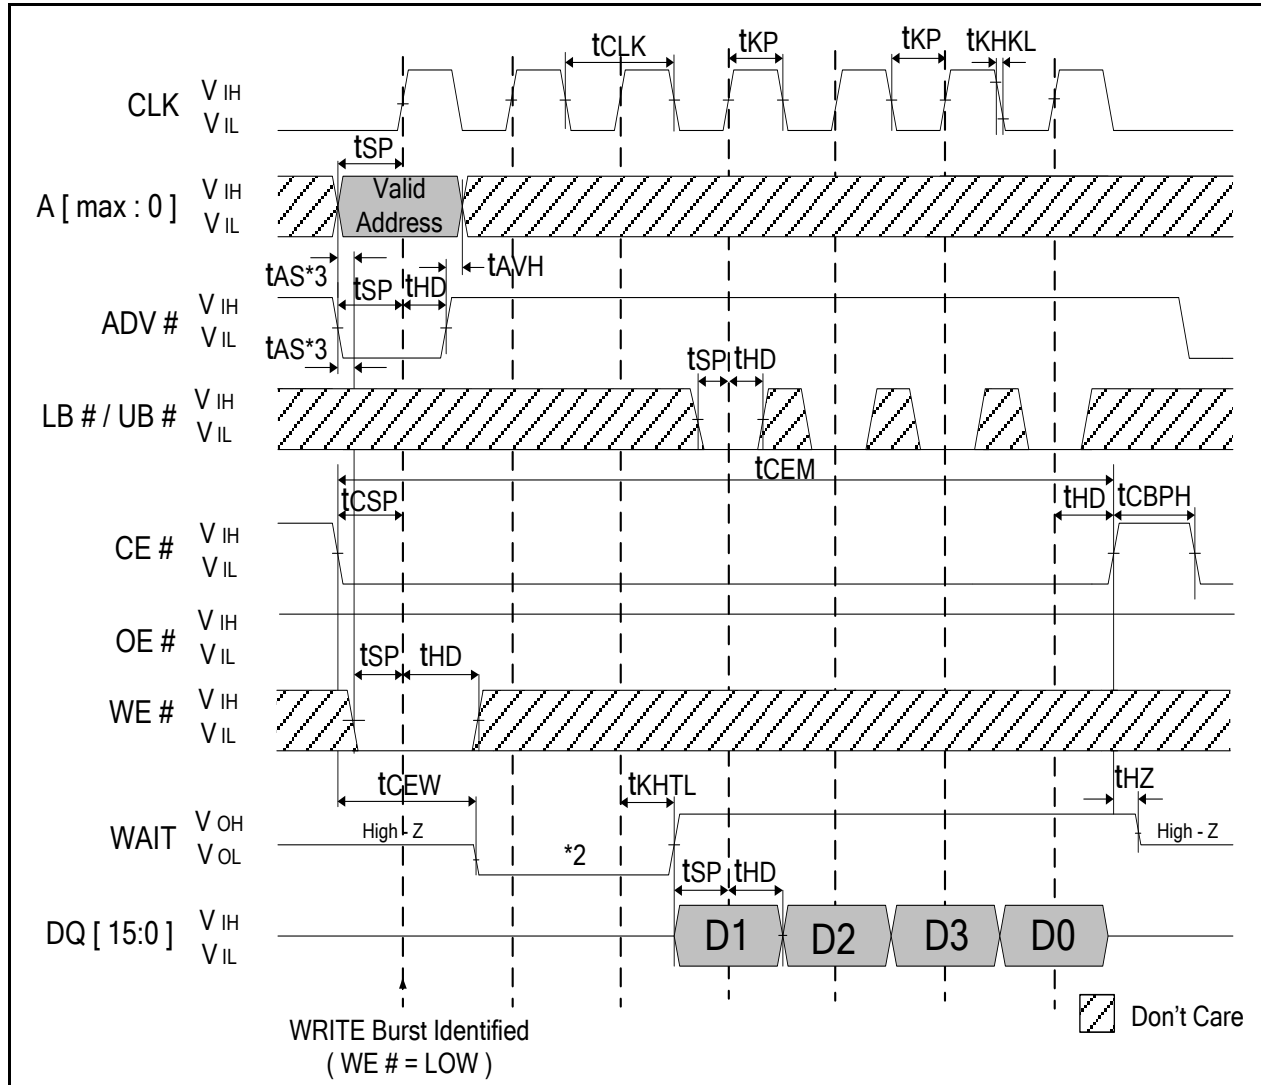 tCLK tKP tKP tKHKL
CLK V IH
V IL
tSP
A [ max : 0 ] V IH
V IL
Valid
Address
tAS*3 tSP tHD tAVH
ADV # V IH
V IL
tAS*3
tSP tHD
LB # / UB # V IH
V IL
tCEM
tCSP tHD tCBPH
CE # V IH
V IL
OE # V IH
V IL
tSP tHD
WE # V IH
V IL
tCEW tKHTL tHZ
WAIT V OH
V OL
High - Z *2 High - Z
tSP tHD
DQ [ 15:0 ] V IH
V IL
D1 D2 D3 D0
WRITE Burst Identified
( WE # = LOW )
Don't Care